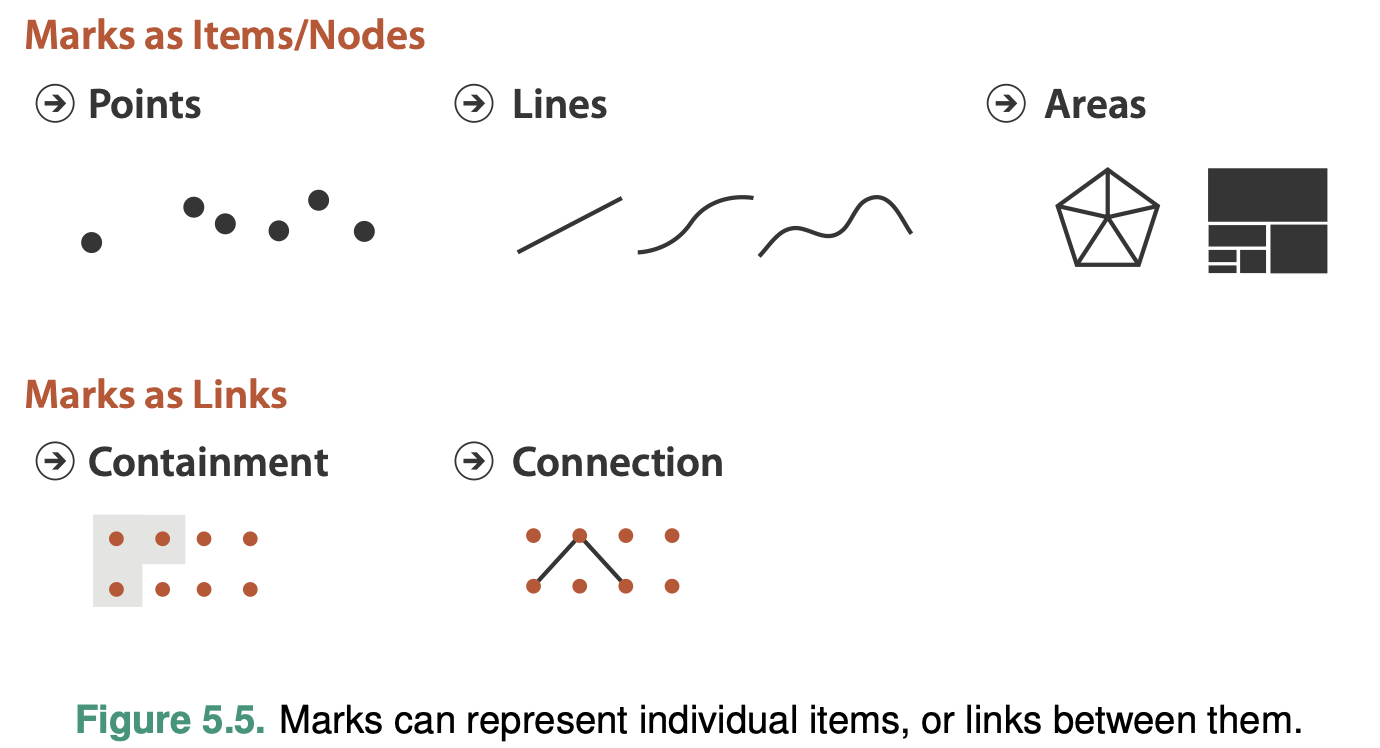 Marks as Items/Nodes
Points
Lines
Areas
Marks as Links
Containment
Connection
Figure 5.5. Marks can represent individual items, or links between them.